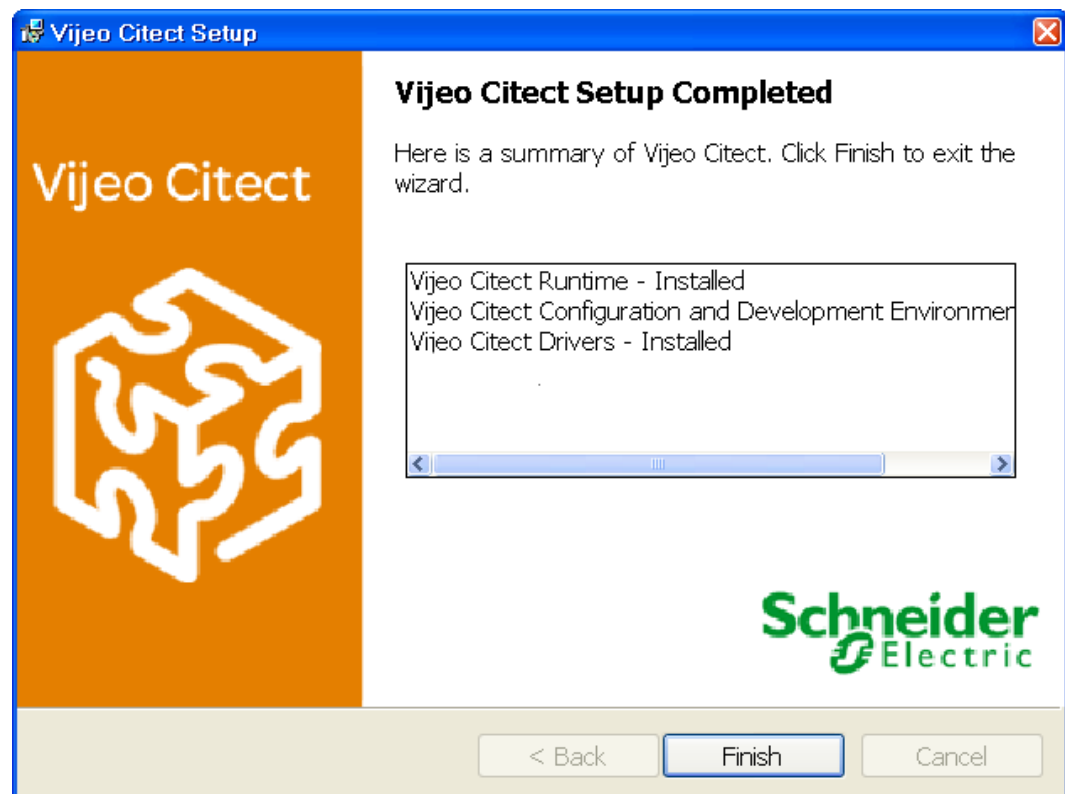 Vijeo Citect Setup
Vijeo Citect
Vijeo Citect Setup Completed
Here is a summary of Vijeo Citect. Click Finish to exit the
wizard.
Vijeo Citect Runtime - Installed
Vijeo Citect Configuration and Development Environmen
Vijeo Citect Drivers - Installed
Schneider
Electric
< Back
Finish
Cancel